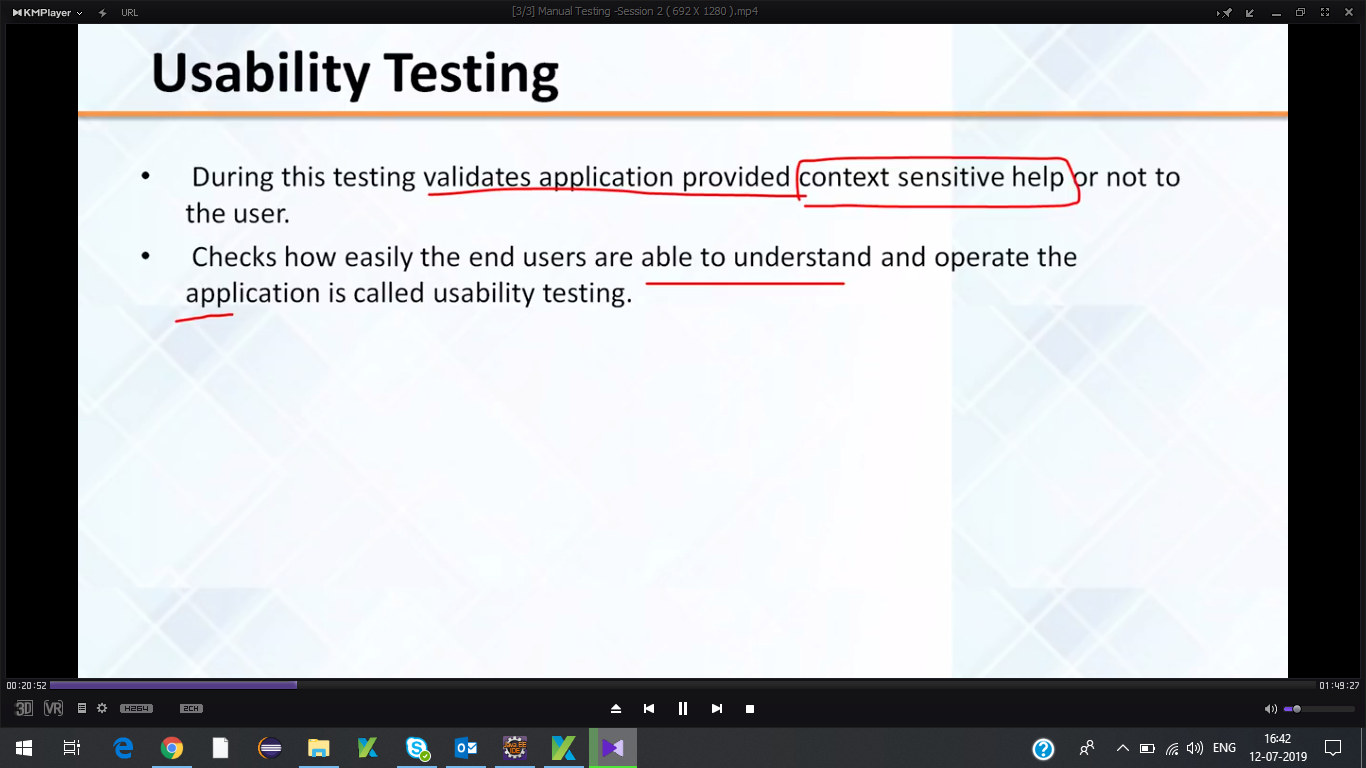 KMPlayer
URL
[3/3] Manual Testing -Session 2 ( 692 X 1280 ).mp4
Usability Testing
• During this testing validates application provided context sensitive help or not to
the user.
• Checks how easily the end users are able to understand and operate the
application is called usability testing.
00:20:52
01:49:27
3D VR H264 2CH
ENG
16:42
12-07-2019